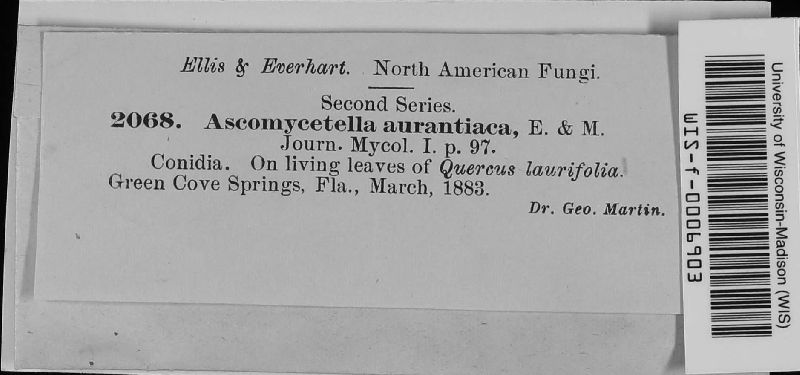 Ellis & Everhart. North American Fungi.
Second Series.
2068. Ascomycetella aurantiaca, E. & M.
Journ. Mycol. I. p. 97.
Conidia. On living leaves of Quercus laurifolia.
Green Cove Springs, Fla., March, 1883.
Dr. Geo. Martin.
WIS-f-0006903
University of Wisconsin-Madison (WIS)